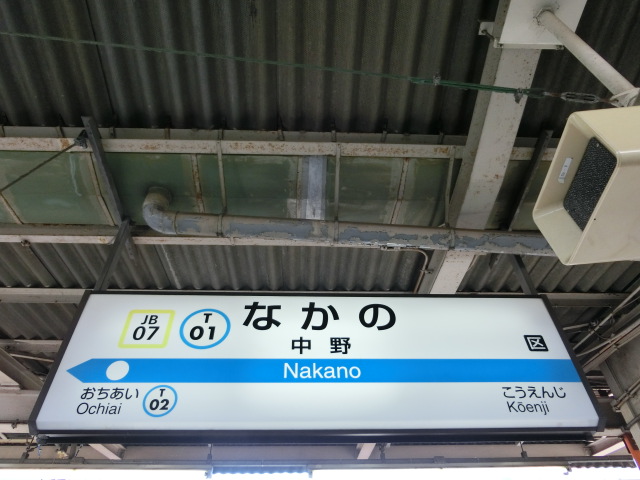 JB
07
T
01
なかの
中野
区
Nakano
おちあい
Ochiai
T
02
こうえんじ
Kōenji